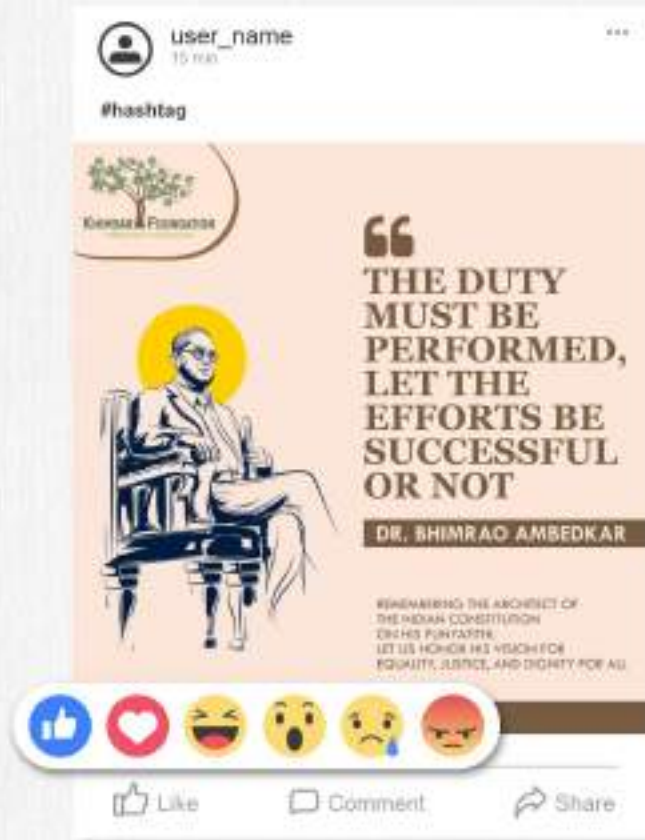 user_name
15 min
#hashtag
KHIMSAR FOUNDATION
THE DUTY
MUST BE
PERFORMED,
LET THE
EFFORTS BE
SUCCESSFUL
OR NOT
DR. BHIMRAO AMBEDKAR
REMEMBERING THE ARCHITECT OF
THE INDIAN CONSTITUTION
ON HIS PUNYATITHI,
LET US HONOR HIS VISION FOR
EQUALITY, JUSTICE, AND DIGNITY FOR ALL
Like
Comment
Share